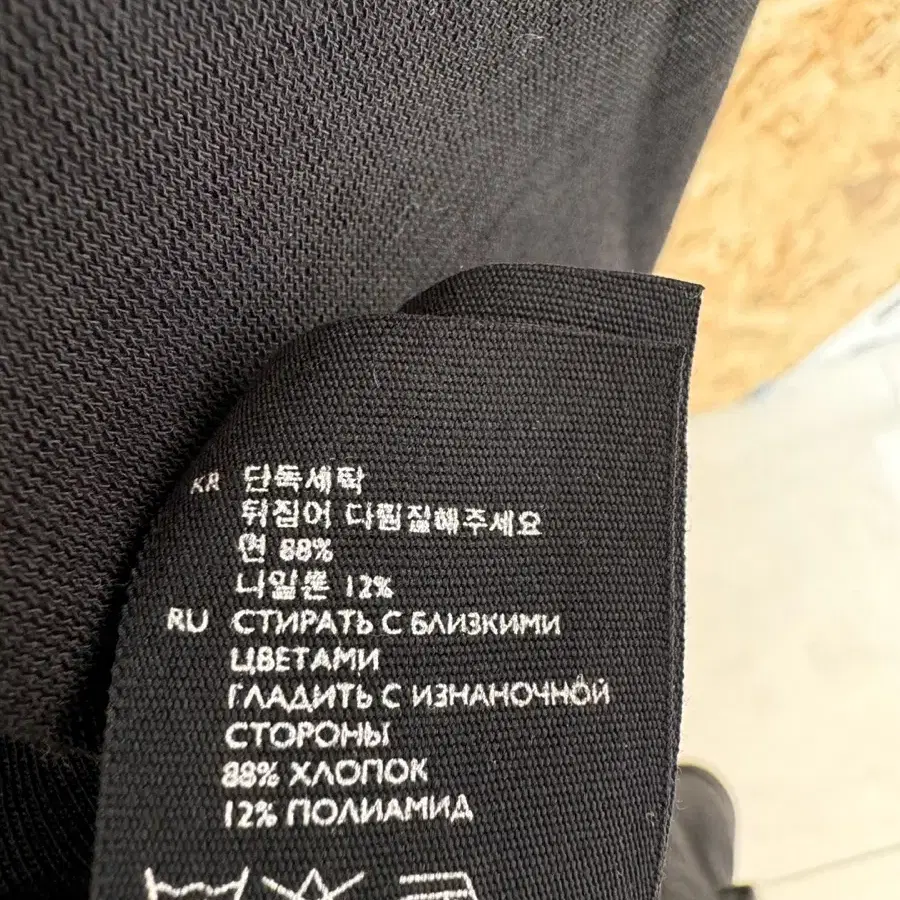 KR 단독세탁
뒤집어 다림질해주세요
면 88%
나일론 12%
RU СТИРАТЬ С БЛИЗКИМИ
ЦВЕТАМИ
ГЛАДИТЬ С ИЗНАНОЧНОЙ
СТОРОНЫ
88% ХЛОПОК
12% ПОЛИАМИД